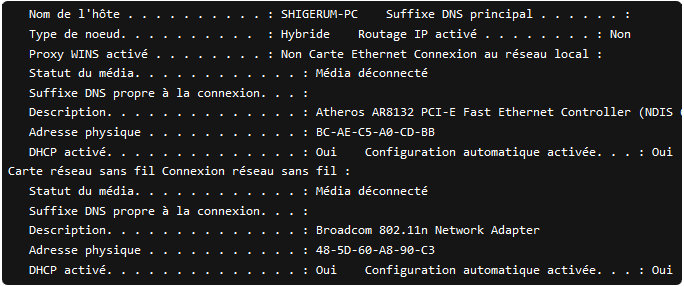 Nom de l'hôte . . . . . . . . . . : SHIGERUM-PC    Suffixe DNS principal . . . . . . :
Type de noeud. . . . . . . . . .  : Hybride    Routage IP activé . . . . . . . . : Non
Proxy WINS activé . . . . . . . . : Non Carte Ethernet Connexion au réseau local :
Statut du média. . . . . . . . . . . . : Média déconnecté
Suffixe DNS propre à la connexion. . . :
Description. . . . . . . . . . . . . . : Atheros AR8132 PCI-E Fast Ethernet Controller (NDIS
Adresse physique . . . . . . . . . . . : BC-AE-C5-A0-CD-BB
DHCP activé. . . . . . . . . . . . . . : Oui    Configuration automatique activée. . . : Oui
Carte réseau sans fil Connexion réseau sans fil :
Statut du média. . . . . . . . . . . . : Média déconnecté
Suffixe DNS propre à la connexion. . . :
Description. . . . . . . . . . . . . . : Broadcom 802.11n Network Adapter
Adresse physique . . . . . . . . . . . : 48-5D-60-A8-90-C3
DHCP activé. . . . . . . . . . . . . . : Oui    Configuration automatique activée. . . : Oui